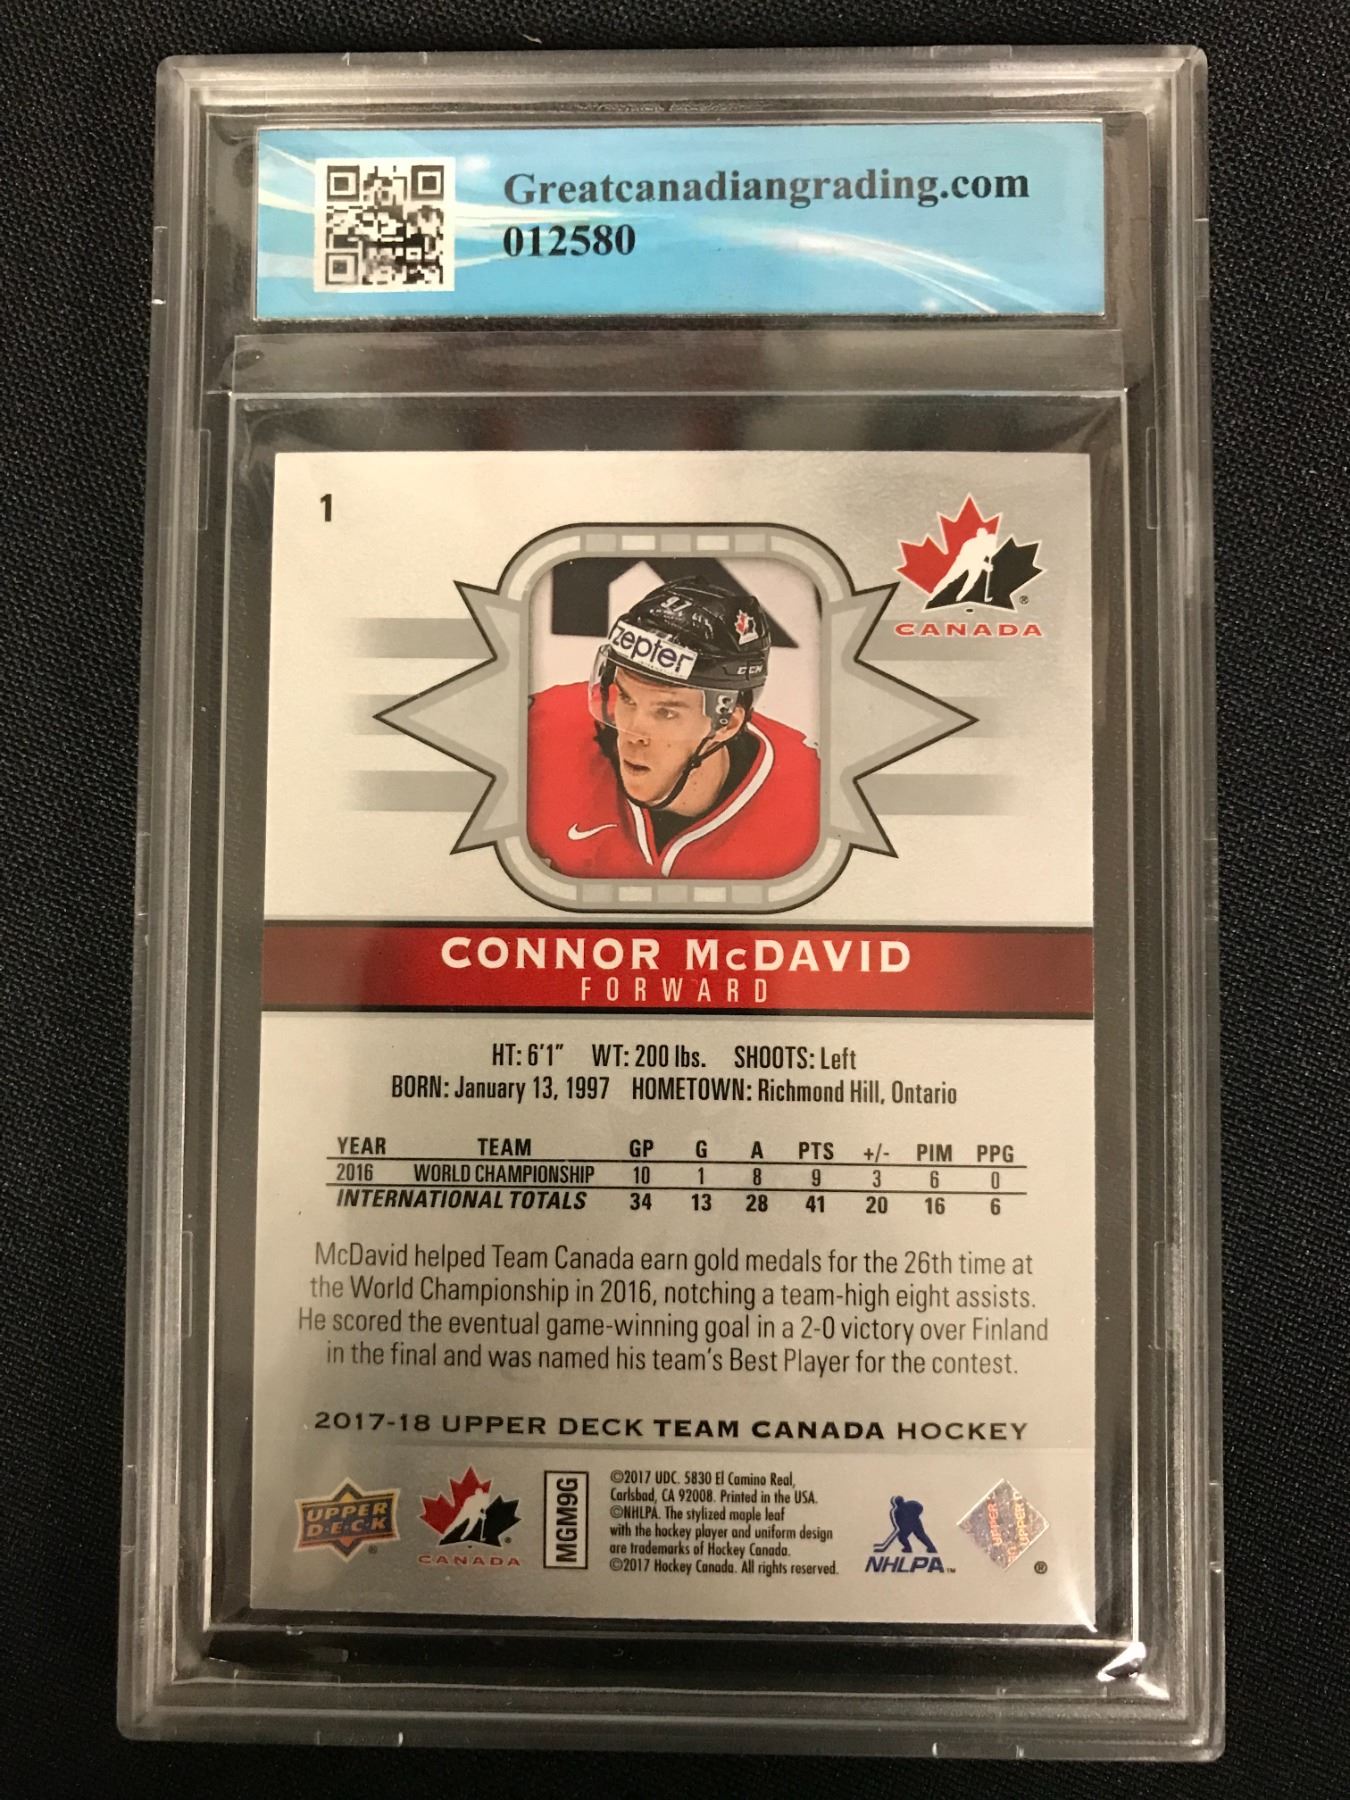 Greatcanadiangrading.com
012580
1
CANADA
97
zepter
CCM
CONNOR McDAVID
FORWARD
HT: 6'1" WT: 200 lbs. SHOOTS: Left
BORN: January 13, 1997 HOMETOWN: Richmond Hill, Ontario
YEAR TEAM GP G A PTS +/- PIM PPG
2016 WORLD CHAMPIONSHIP 10 1 8 9 3 6 0
INTERNATIONAL TOTALS 34 13 28 41 20 16 6
McDavid helped Team Canada earn gold medals for the 26th time at
the World Championship in 2016, notching a team-high eight assists.
He scored the eventual game-winning goal in a 2-0 victory over Finland
in the final and was named his team's Best Player for the contest.
2017-18 UPPER DECK TEAM CANADA HOCKEY
UPPER
D·E·C·K
®
CANADA
MGM9G
©2017 UDC. 5830 El Camino Real,
Carlsbad, CA 92008. Printed in the USA.
©NHLPA. The stylized maple leaf
with the hockey player and uniform design
are trademarks of Hockey Canada.
©2017 Hockey Canada. All rights reserved.
NHLPA™
UPPER
UPPER
®